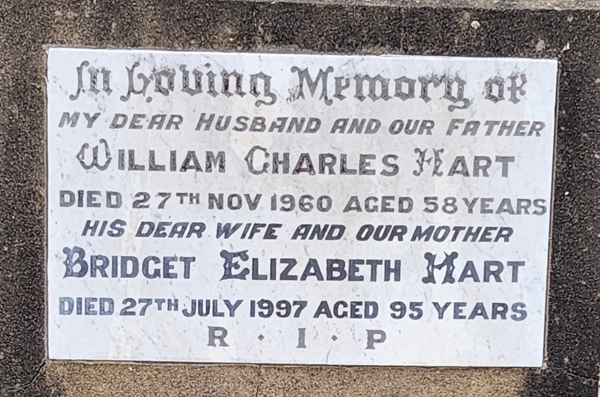 In Loving Memory of
MY DEAR HUSBAND AND OUR FATHER
WILLIAM CHARLES HART
DIED 27TH NOV 1960 AGED 58 YEARS
HIS DEAR WIFE AND OUR MOTHER
BRIDGET ELIZABETH HART
DIED 27TH JULY 1997 AGED 95 YEARS
R · I · P